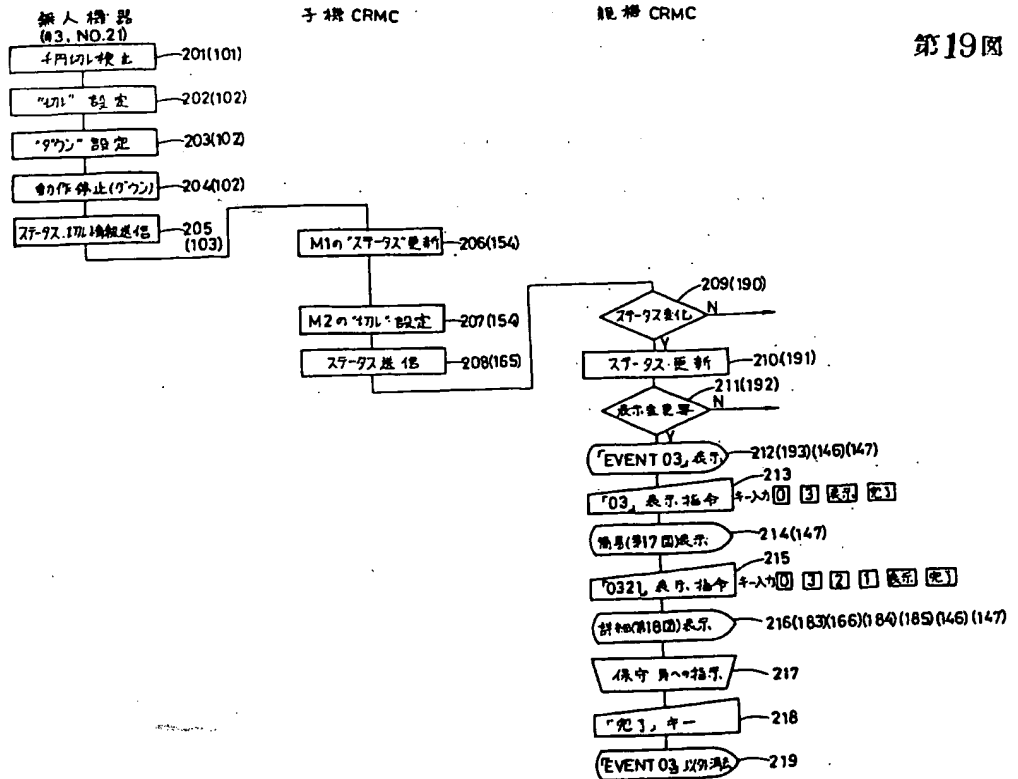 無人機器
(#3, NO.21)
子機 CRMC
親機 CRMC
第19図
千円切れ検出
201(101)
"切れ" 設定
202(102)
"ダウン" 設定
203(102)
動作停止(ダウン)
204(102)
ステータス.切れ情報送信
205
(103)
M1の"ステータス"更新
206(154)
M2の"切れ"設定
207(154)
ステータス送信
208(165)
209(190)
ステータス変化
N
Y
ステータス更新
210(191)
211(192)
表示変更要
N
Y
「EVENT 03」表示
212(193)(146)(147)
213
「03」表示指令
キー入力 0 3 表示 完了
簡易(第17図)表示
214(147)
215
「0321」表示指令
キー入力 0 3 2 1 表示 完了
詳細(第18図)表示
216(183)(166)(184)(185)(146)(147)
保守員への指示
217
「完了」キー
218
「EVENT 03」以外消去
219